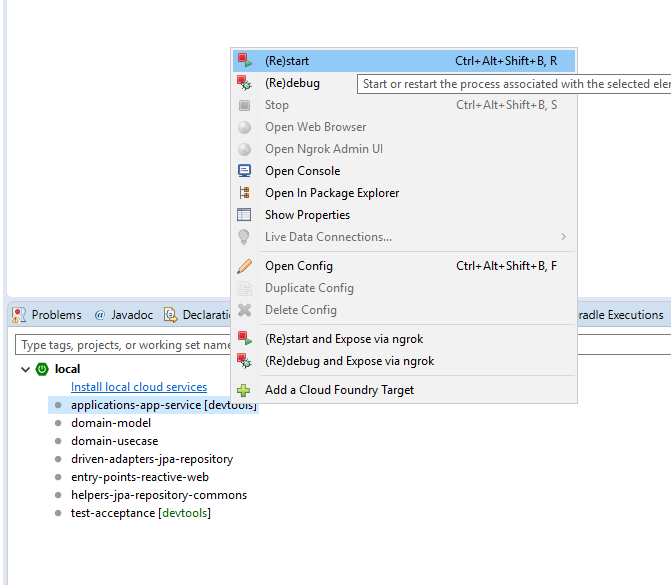 (Re)start Ctrl+Alt+Shift+B, R
(Re)debug
Start or restart the process associated with the selected
Stop Ctrl+Alt+Shift+B, S
Open Web Browser
Open Ngrok Admin UI
Open Console
Open In Package Explorer
Show Properties
Live Data Connections...
Open Config Ctrl+Alt+Shift+B, F
Duplicate Config
Delete Config
(Re)start and Expose via ngrok
(Re)debug and Expose via ngrok
Add a Cloud Foundry Target
Problems @ Javadoc Declarati radle Executions
Type tags, projects, or working set name
local
Install local cloud services
applications-app-service [devtools]
domain-model
domain-usecase
driven-adapters-jpa-repository
entry-points-reactive-web
helpers-jpa-repository-commons
test-acceptance [devtools]